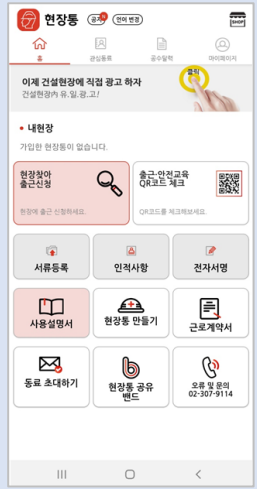 현장통 공지 언어 변경
SHOP
홈 관심동료 공수달력 마이페이지
클릭
이제 건설현장에 직접 광고 하자
건설현장内 유.일.광.고!
• 내현장
가입한 현장통이 없습니다.
현장찾아
출근신청
현장에 출근 신청하세요.
출근·안전교육
QR코드 체크
QR코드를 체크해보세요.
서류등록 인적사항 전자서명
사용설명서 현장통 만들기 근로계약서
동료 초대하기
현장통 공유
밴드
오류 및 문의
02-307-9114